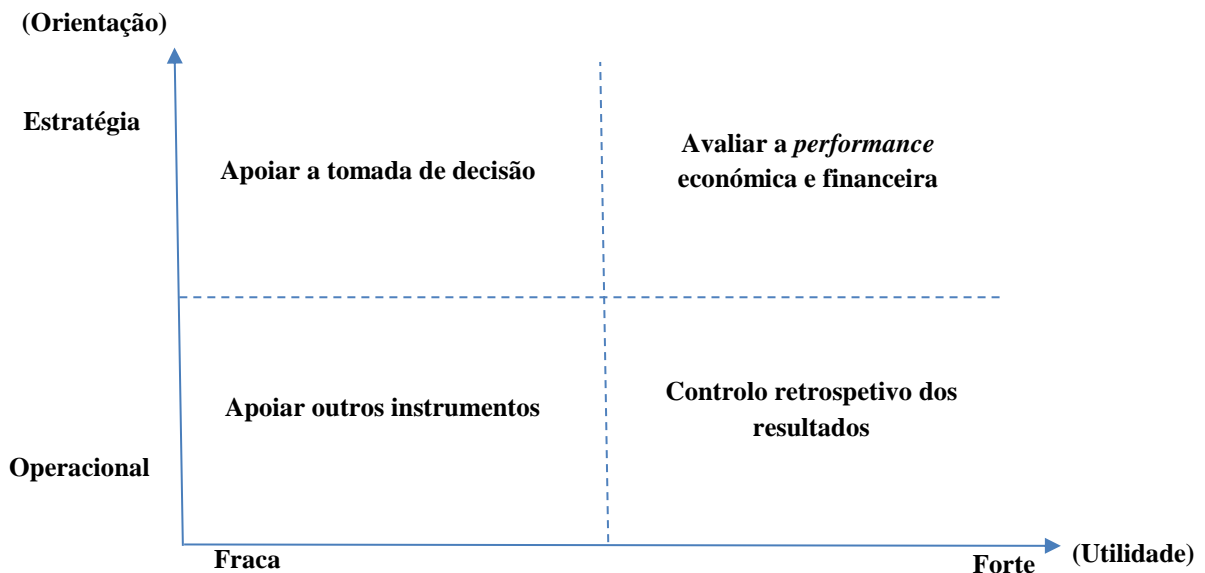 (Orientação)
Estratégia
Apoiar a tomada de decisão
Avaliar a performance
económica e financeira
Apoiar outros instrumentos
Controlo retrospetivo dos
resultados
Operacional
Fraca
Forte
(Utilidade)